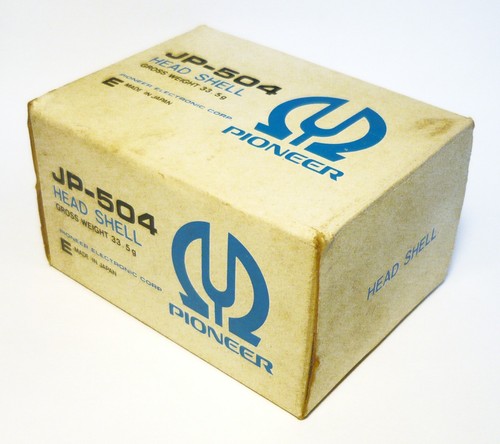 JP-504
HEAD SHELL
GROSS WEIGHT 33.5g
PIONEER ELECTRONIC CORP.
E MADE IN JAPAN
PIONEER
JP-504
HEAD SHELL
GROSS WEIGHT 33.5g
PIONEER ELECTRONIC CORP.
E MADE IN JAPAN
PIONEER
HEAD SHELL